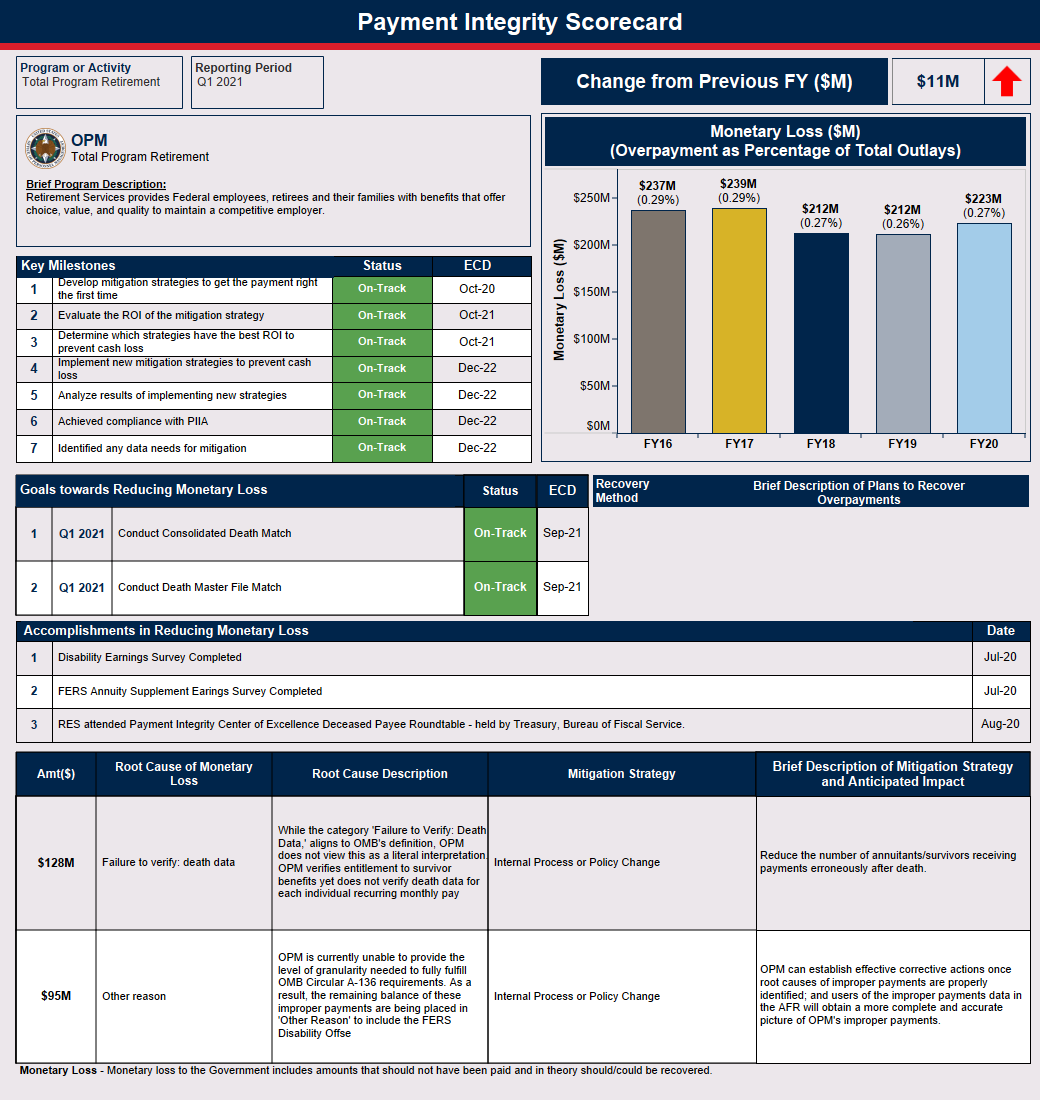 Payment Integrity Scorecard
Program or Activity
Total Program Retirement
Reporting Period
Q1 2021
Change from Previous FY ($M)
$11M
OPM
Total Program Retirement
Brief Program Description:
Retirement Services provides Federal employees, retirees and their families with benefits that offer
choice, value, and quality to maintain a competitive employer.
Monetary Loss ($M)
(Overpayment as Percentage of Total Outlays)
Monetary Loss ($M)
$250M
$200M
$150M
$100M
$50M
$0M
$237M
(0.29%)
$239M
(0.29%)
$212M
(0.27%)
$212M
(0.26%)
$223M
(0.27%)
FY16 FY17 FY18 FY19 FY20
Key Milestones Status ECD
1 Develop mitigation strategies to get the payment right
the first time On-Track Oct-20
2 Evaluate the ROI of the mitigation strategy On-Track Oct-21
3 Determine which strategies have the best ROI to
prevent cash loss On-Track Oct-21
4 Implement new mitigation strategies to prevent cash
loss On-Track Dec-22
5 Analyze results of implementing new strategies On-Track Dec-22
6 Achieved compliance with PIIA On-Track Dec-22
7 Identified any data needs for mitigation On-Track Dec-22
Goals towards Reducing Monetary Loss Status ECD
1 Q1 2021 Conduct Consolidated Death Match On-Track Sep-21
2 Q1 2021 Conduct Death Master File Match On-Track Sep-21
Recovery
Method
Brief Description of Plans to Recover
Overpayments
Accomplishments in Reducing Monetary Loss Date
1 Disability Earnings Survey Completed Jul-20
2 FERS Annuity Supplement Earings Survey Completed Jul-20
3 RES attended Payment Integrity Center of Excellence Deceased Payee Roundtable - held by Treasury, Bureau of Fiscal Service. Aug-20
Amt($)
Root Cause of Monetary
Loss
Root Cause Description
Mitigation Strategy
Brief Description of Mitigation Strategy
and Anticipated Impact
$128M
Failure to verify: death data
While the category 'Failure to Verify: Death
Data,' aligns to OMB's definition, OPM
does not view this as a literal interpretation.
OPM verifies entitlement to survivor
benefits yet does not verify death data for
each individual recurring monthly pay
Internal Process or Policy Change
Reduce the number of annuitants/survivors receiving
payments erroneously after death.
$95M
Other reason
OPM is currently unable to provide the
level of granularity needed to fully fulfill
OMB Circular A-136 requirements. As a
result, the remaining balance of these
improper payments are being placed in
'Other Reason' to include the FERS
Disability Offse
Internal Process or Policy Change
OPM can establish effective corrective actions once
root causes of improper payments are properly
identified; and users of the improper payments data in
the AFR will obtain a more complete and accurate
picture of OPM's improper payments.
Monetary Loss - Monetary loss to the Government includes amounts that should not have been paid and in theory should/could be recovered.